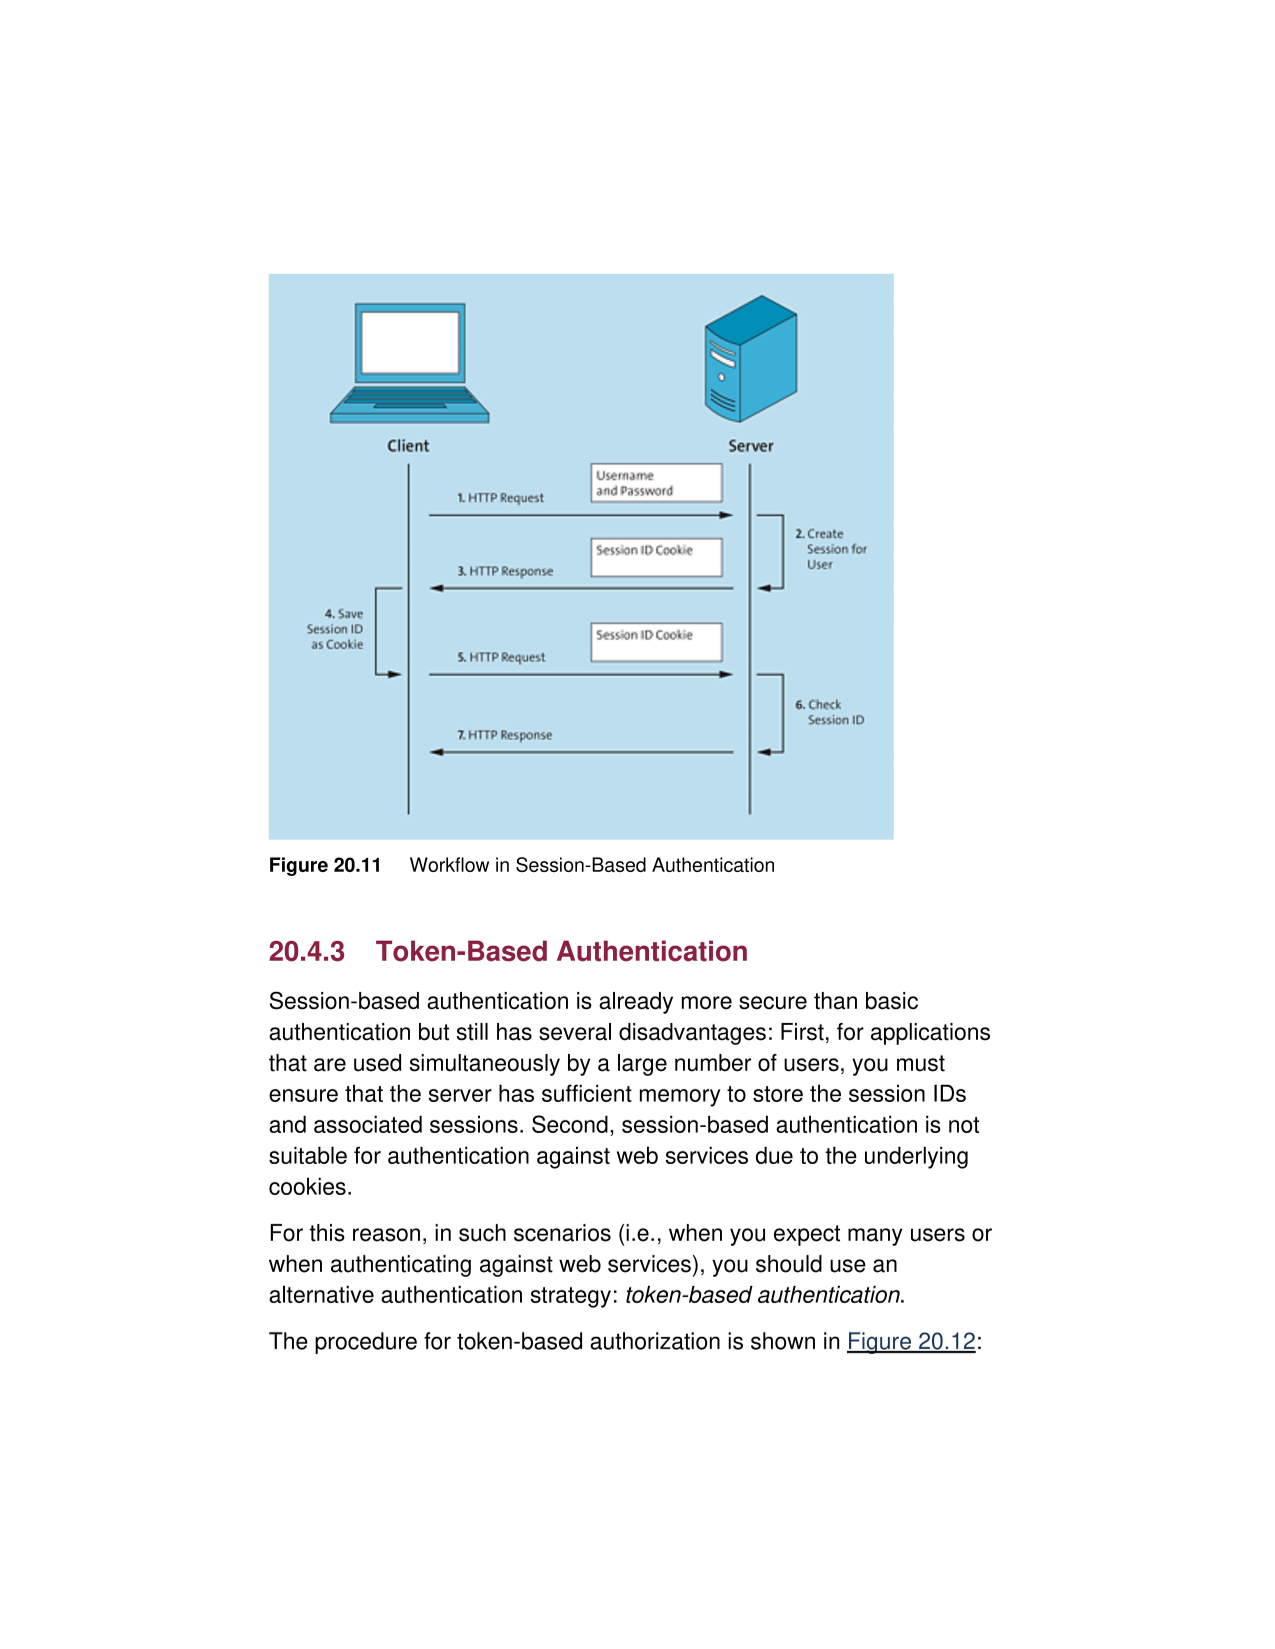 Client
Server
Username
and Password
1. HTTP Request
2. Create
Session for
User
Session ID Cookie
3. HTTP Response
4. Save
Session ID
as Cookie
Session ID Cookie
5. HTTP Request
6. Check
Session ID
7. HTTP Response
Figure 20.11 Workflow in Session-Based Authentication
20.4.3 Token-Based Authentication
Session-based authentication is already more secure than basic
authentication but still has several disadvantages: First, for applications
that are used simultaneously by a large number of users, you must
ensure that the server has sufficient memory to store the session IDs
and associated sessions. Second, session-based authentication is not
suitable for authentication against web services due to the underlying
cookies.
For this reason, in such scenarios (i.e., when you expect many users or
when authenticating against web services), you should use an
alternative authentication strategy: token-based authentication.
The procedure for token-based authorization is shown in Figure 20.12: